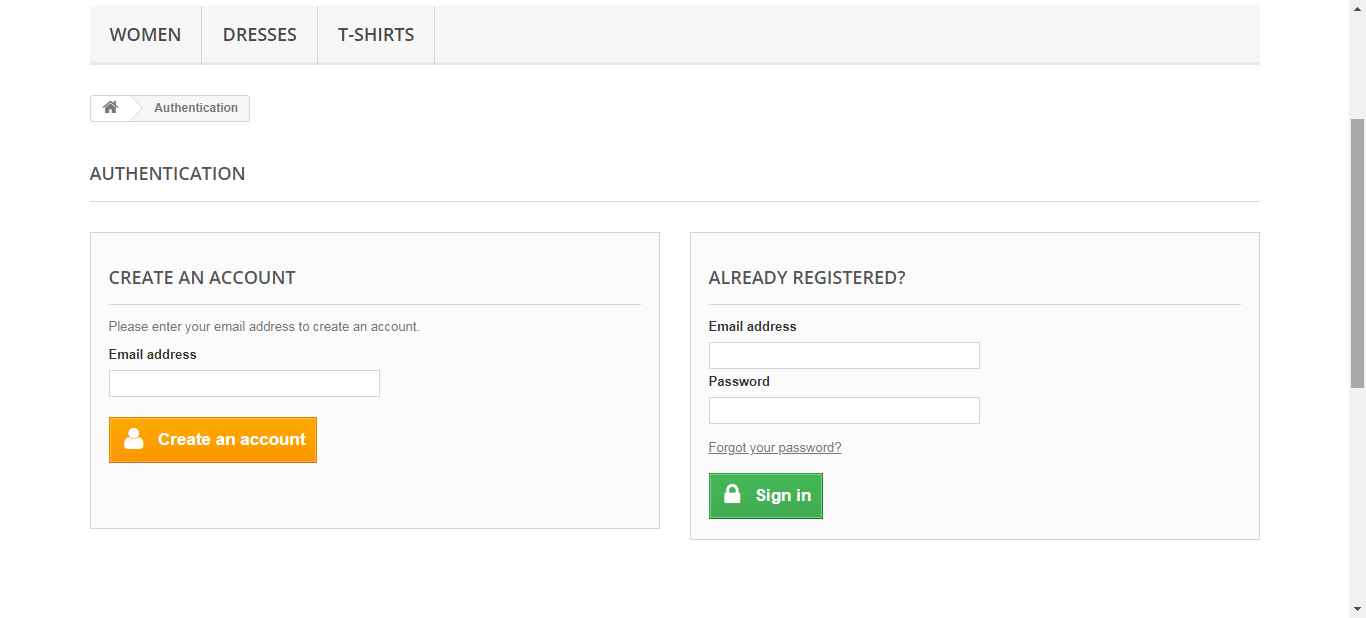 WOMEN DRESSES T-SHIRTS
Authentication
AUTHENTICATION
CREATE AN ACCOUNT
Please enter your email address to create an account.
Email address
Create an account
ALREADY REGISTERED?
Email address
Password
Forgot your password?
Sign in